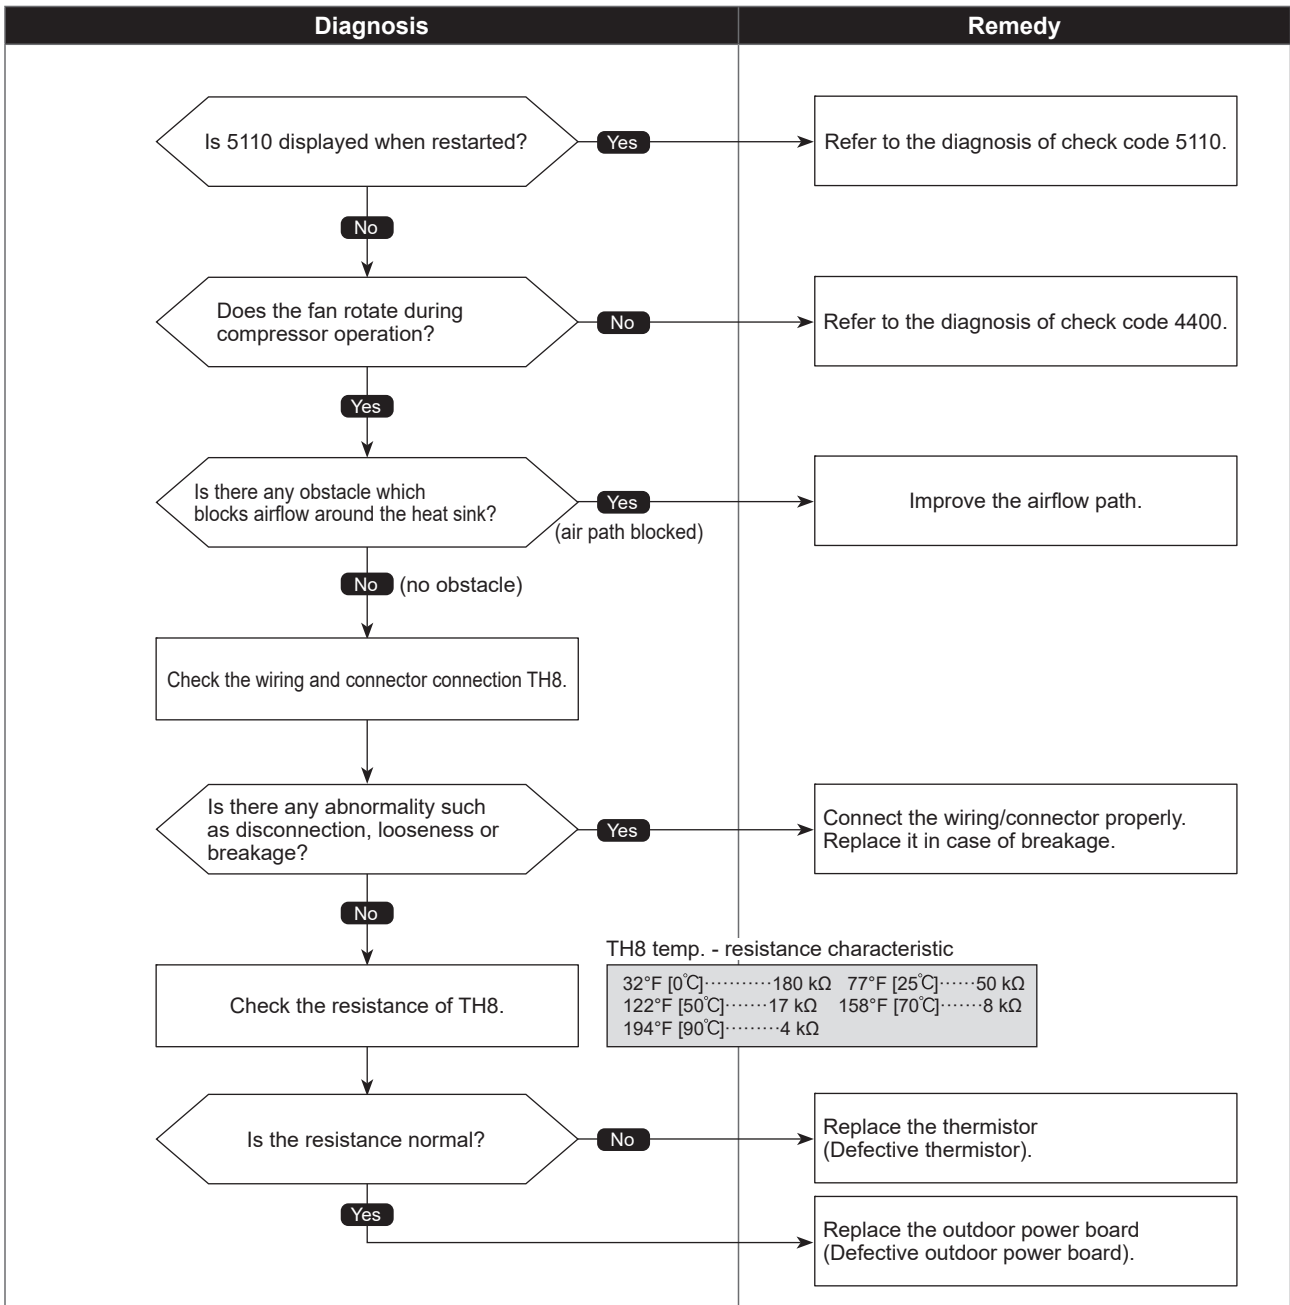 Diagnosis
Remedy
Is 5110 displayed when restarted?
Yes
Refer to the diagnosis of check code 5110.
No
Does the fan rotate during
compressor operation?
No
Refer to the diagnosis of check code 4400.
Yes
Is there any obstacle which
blocks airflow around the heat sink?
Yes
(air path blocked)
Improve the airflow path.
No (no obstacle)
Check the wiring and connector connection TH8.
Is there any abnormality such
as disconnection, looseness or
breakage?
Yes
Connect the wiring/connector properly.
Replace it in case of breakage.
No
TH8 temp. - resistance characteristic
32°F [0℃]···········180 kΩ 77°F [25℃]······50 kΩ
122°F [50℃]·······17 kΩ 158°F [70℃]·······8 kΩ
194°F [90℃]·········4 kΩ
Check the resistance of TH8.
Is the resistance normal?
No
Replace the thermistor
(Defective thermistor).
Yes
Replace the outdoor power board
(Defective outdoor power board).